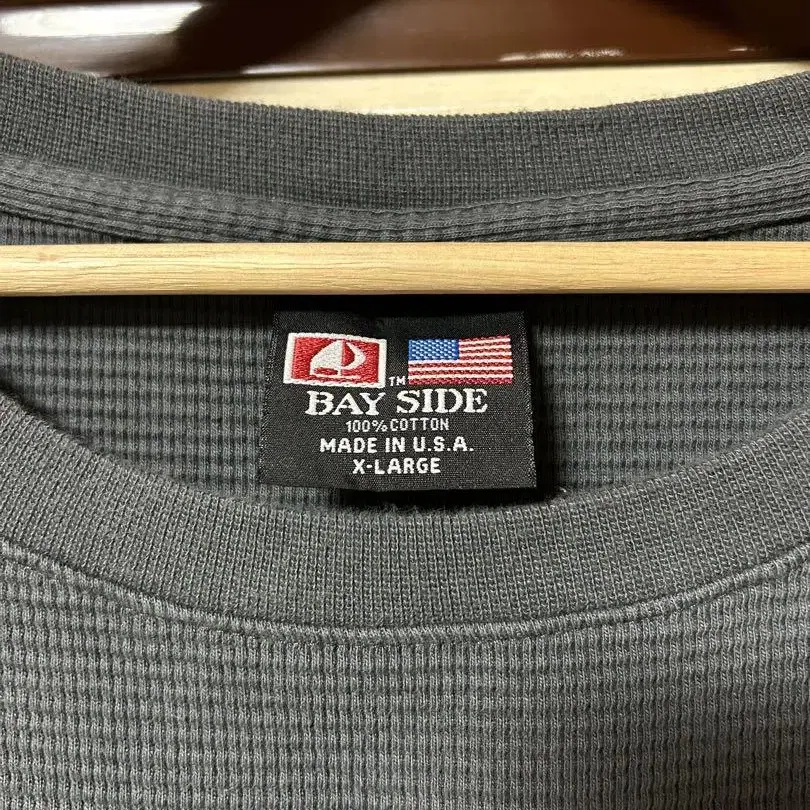 TM
BAY SIDE
100% COTTON
MADE IN U.S.A.
X-LARGE